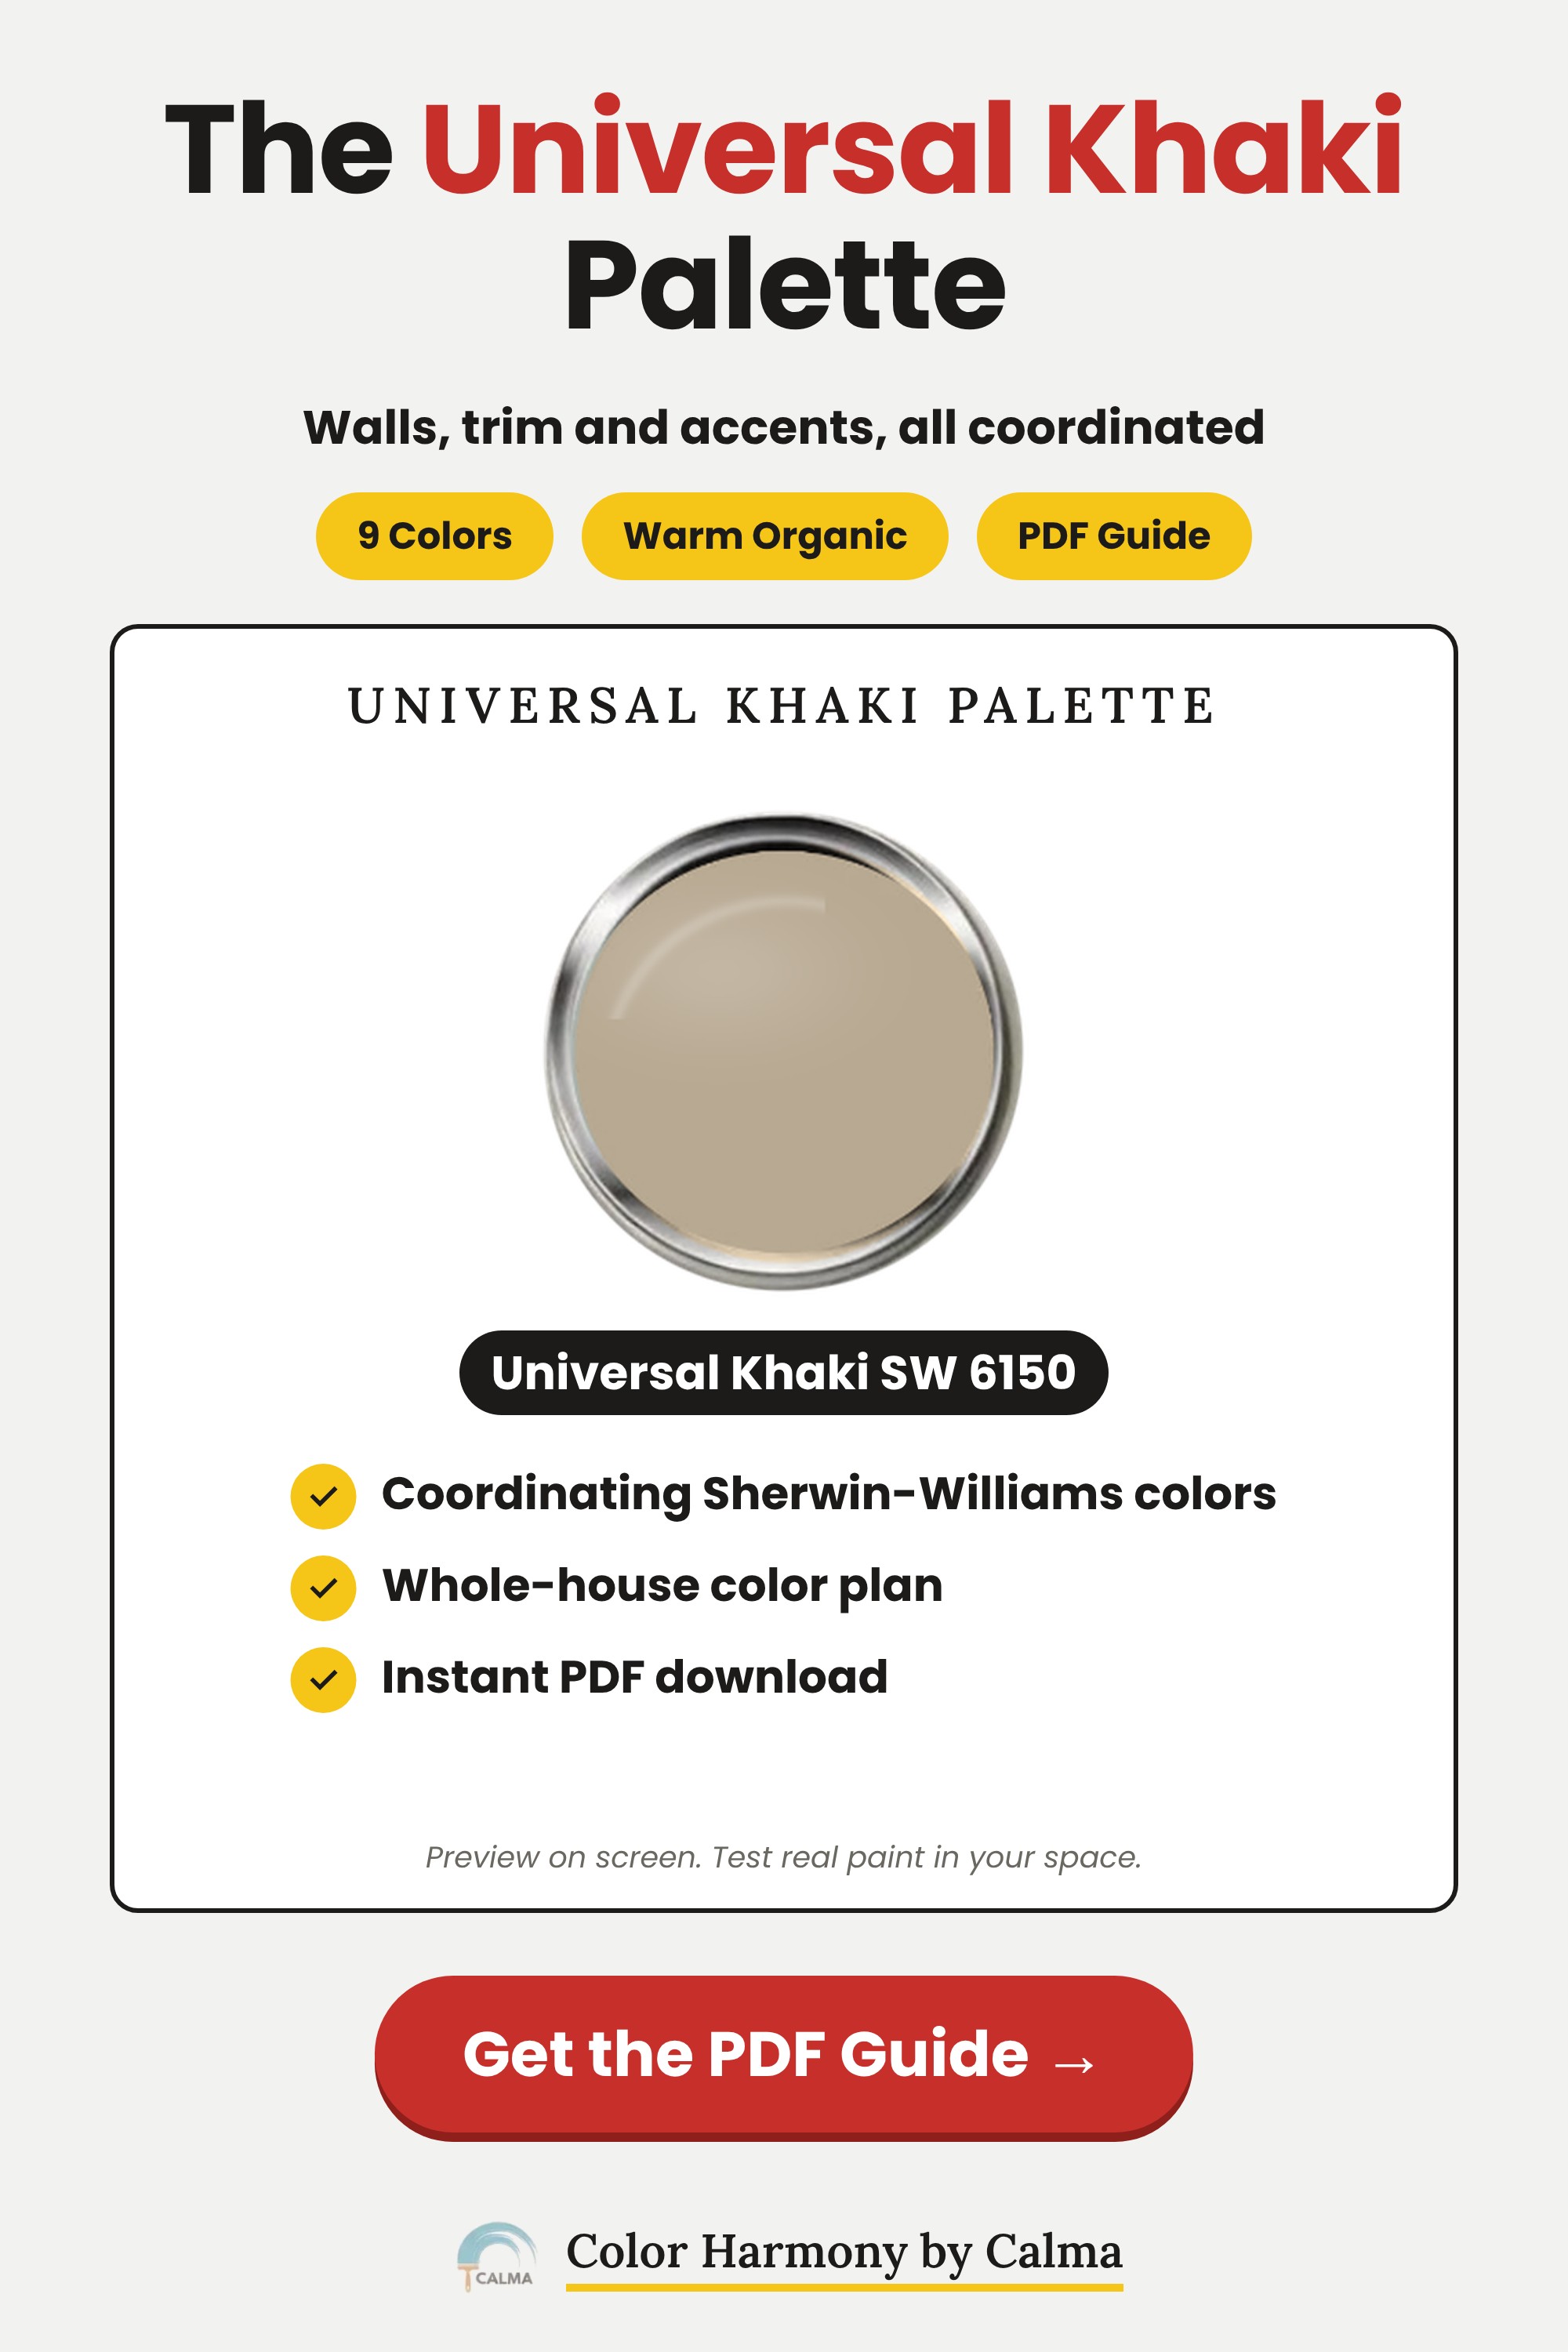 The Universal Khaki
Palette
Walls, trim and accents, all coordinated
9 Colors
Warm Organic
PDF Guide
UNIVERSAL KHAKI PALETTE
Universal Khaki SW 6150
Coordinating Sherwin-Williams colors
Whole-house color plan
Instant PDF download
Preview on screen. Test real paint in your space.
Get the PDF Guide →
CALMA
Color Harmony by Calma